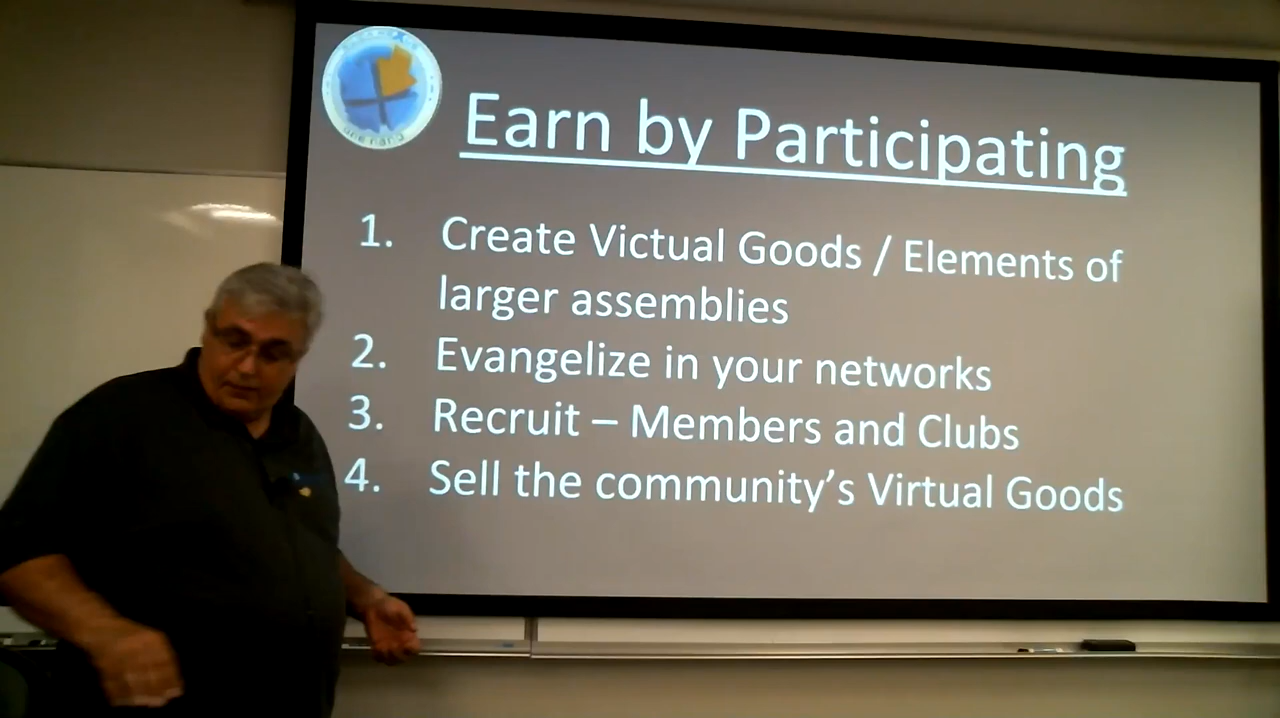 Earn by Participating
1. Create Victual Goods / Elements of
larger assemblies
2. Evangelize in your networks
3. Recruit – Members and Clubs
4. Sell the community’s Virtual Goods